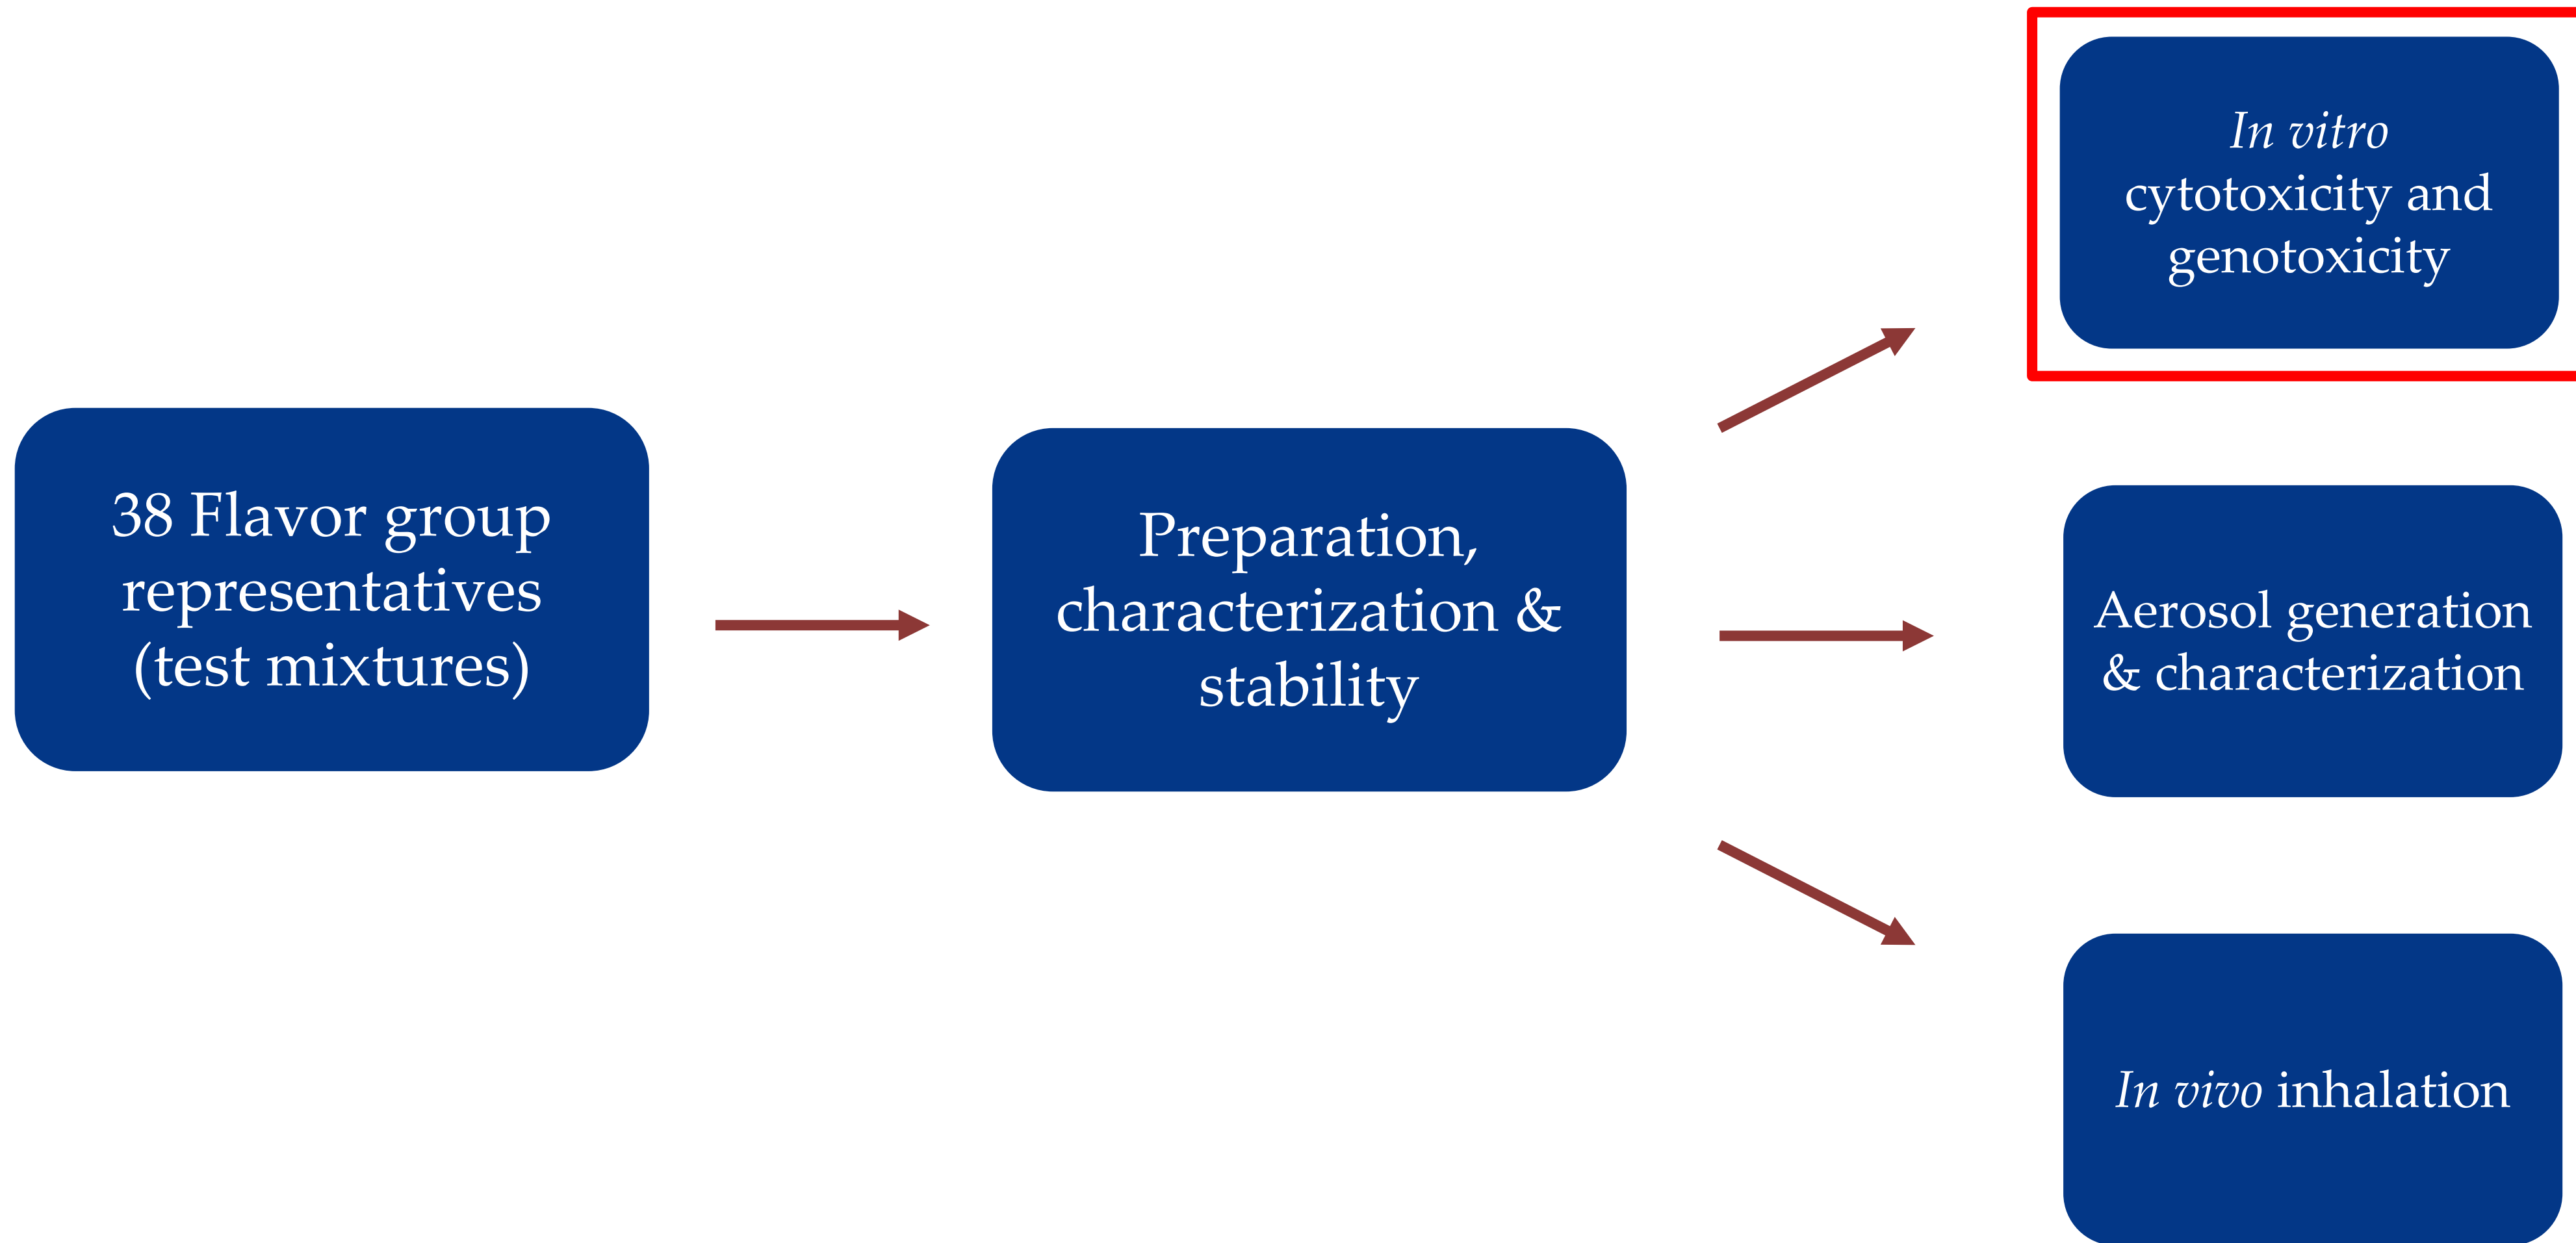 38 Flavor group
representatives
(test mixtures)
Preparation,
characterization &
stability
In vitro
cytotoxicity and
genotoxicity
Aerosol generation
& characterization
In vivo inhalation